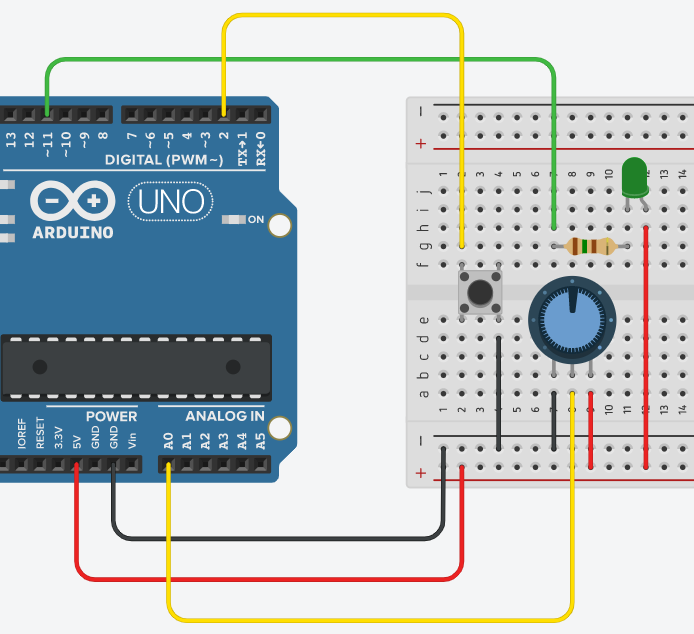 13 12 ~11 ~10 ~9 8 7 ~6 ~5 4 ~3 2 TX→1 RX←0
DIGITAL (PWM ~)
UNO
ON
ARDUINO
POWER
ANALOG IN
IOREF RESET 3.3V 5V GND GND Vin A0 A1 A2 A3 A4 A5
−
+
1 2 3 4 5 6 7 8 9 10 11 12 13 14
j
i
h
g
f
e
d
c
b
a
1 2 3 4 5 6 7 8 9 10 11 12 13 14
−
+